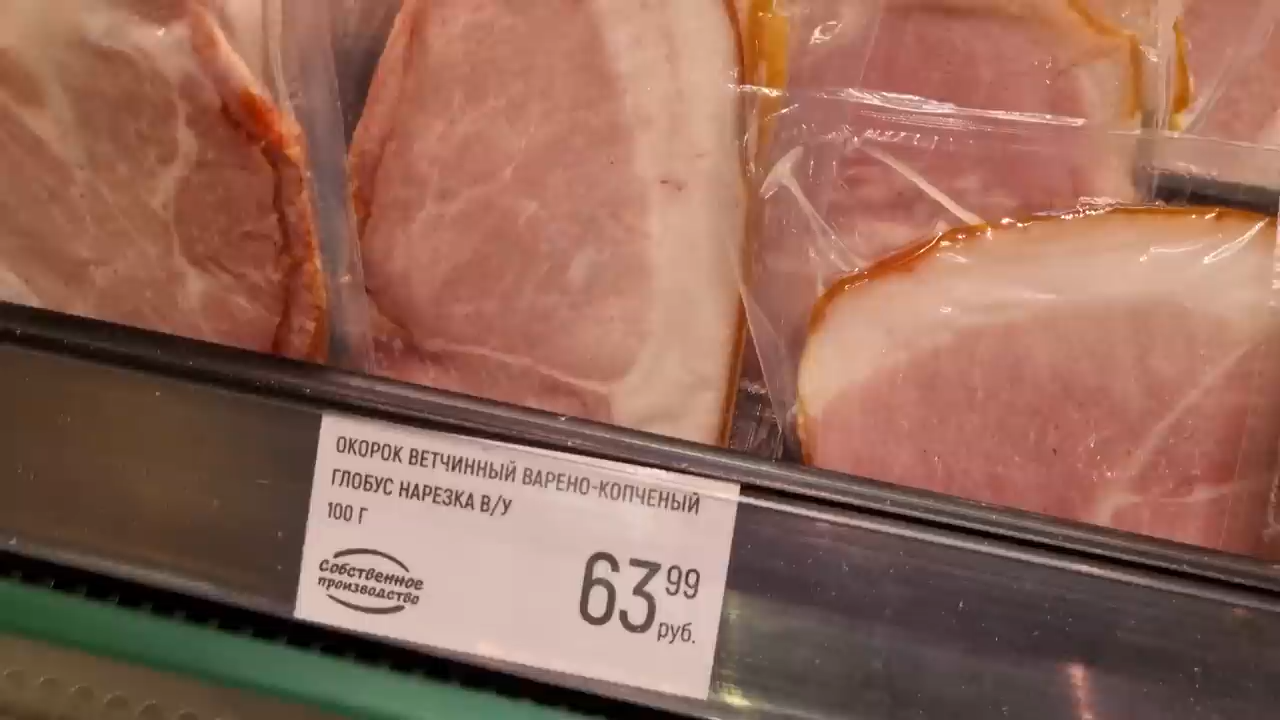 ОКОРОК ВЕТЧИННЫЙ ВАРЕНО-КОПЧЕНЫЙ
ГЛОБУС НАРЕЗКА В/У
100 Г
Собственное
производство
63 99
руб.